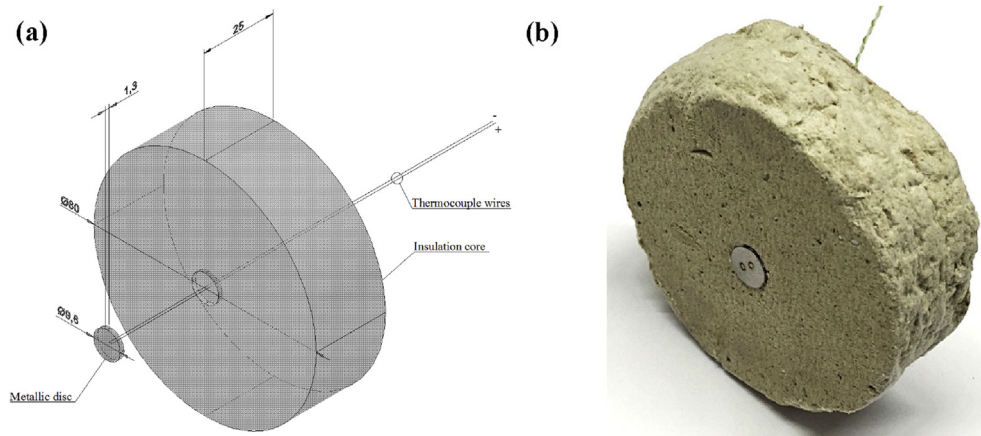 (a)
25
1,3
-
+
Thermocouple wires
Ø80
Insulation core
Ø9,6
Metallic disc
(b)